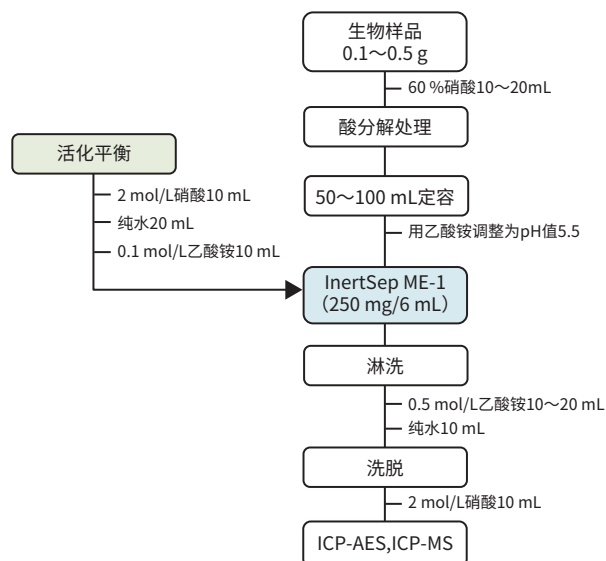 生物样品
0.1～0.5 g
60 %硝酸10～20mL
酸分解处理
活化平衡
2 mol/L硝酸10 mL
纯水20 mL
0.1 mol/L乙酸铵10 mL
50～100 mL定容
用乙酸铵调整为pH值5.5
InertSep ME-1
（250 mg/6 mL）
淋洗
0.5 mol/L乙酸铵10～20 mL
纯水10 mL
洗脱
2 mol/L硝酸10 mL
ICP-AES,ICP-MS